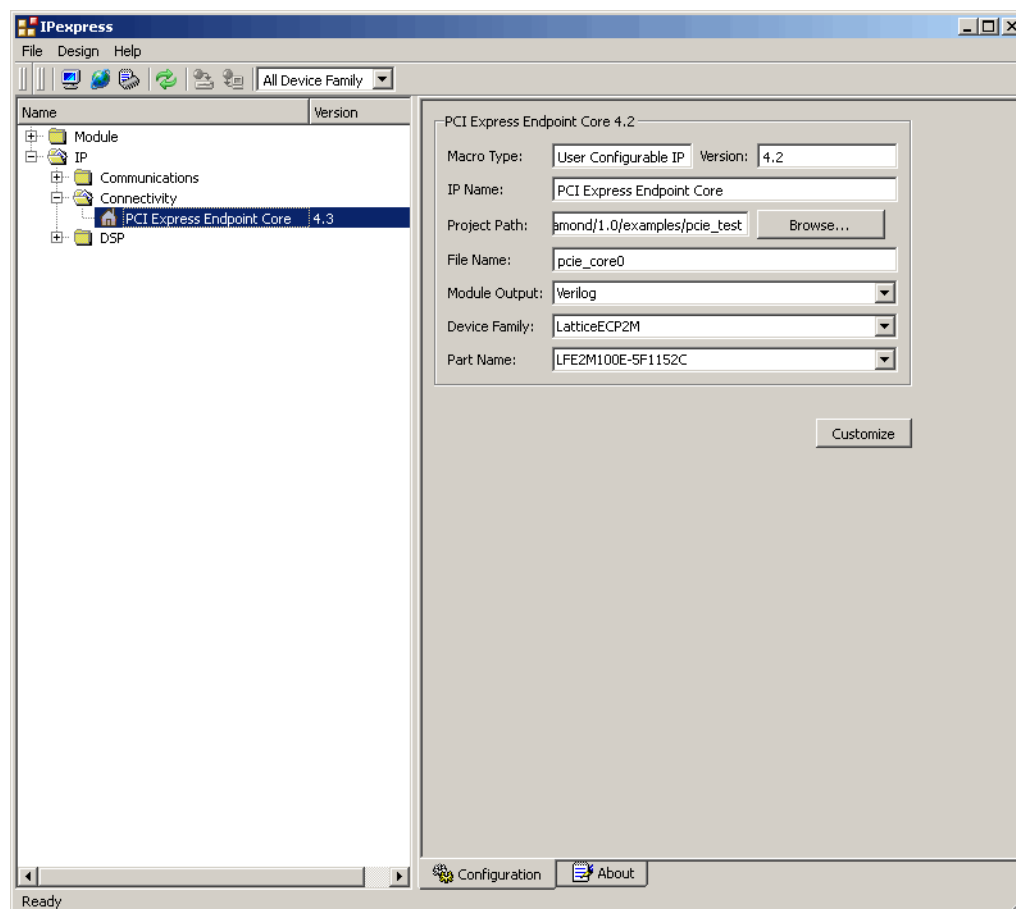 IPexpress
File Design Help
All Device Family
Name Version
Module
IP
Communications
Connectivity
PCI Express Endpoint Core 4.3
DSP
PCI Express Endpoint Core 4.2
Macro Type: User Configurable IP Version: 4.2
IP Name: PCI Express Endpoint Core
Project Path: amond/1.0/examples/pcie_test Browse...
File Name: pcie_core0
Module Output: Verilog
Device Family: LatticeECP2M
Part Name: LFE2M100E-5F1152C
Customize
Configuration About
Ready